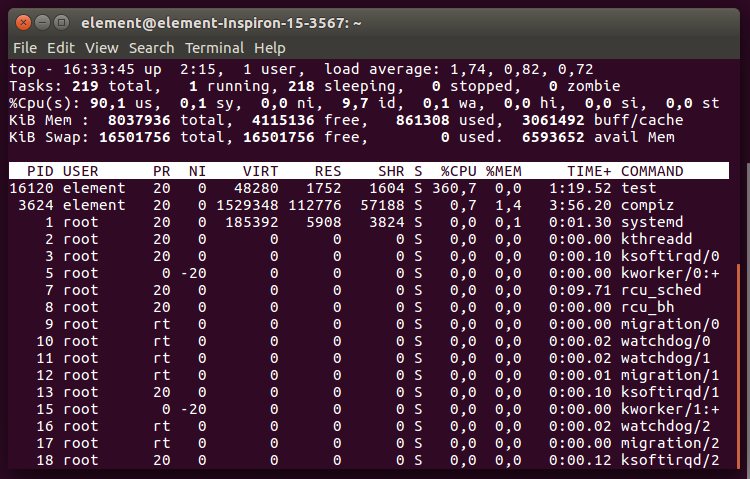 element@element-Inspiron-15-3567: ~
File Edit View Search Terminal Help
top - 16:33:45 up  2:15,  1 user,  load average: 1,74, 0,82, 0,72
Tasks: 219 total,   1 running, 218 sleeping,   0 stopped,   0 zombie
%Cpu(s): 90,1 us,  0,1 sy,  0,0 ni,  9,7 id,  0,1 wa,  0,0 hi,  0,0 si,  0,0 st
KiB Mem :  8037936 total,  4115136 free,   861308 used,  3061492 buff/cache
KiB Swap: 16501756 total, 16501756 free,        0 used.  6593652 avail Mem
PID USER PR NI VIRT RES SHR S %CPU %MEM TIME+ COMMAND
16120 element 20 0 48280 1752 1604 S 360,7 0,0 1:19.52 test
3624 element 20 0 1529348 112776 57188 S 0,7 1,4 3:56.20 compiz
1 root 20 0 185392 5908 3824 S 0,0 0,1 0:01.30 systemd
2 root 20 0 0 0 0 S 0,0 0,0 0:00.00 kthreadd
3 root 20 0 0 0 0 S 0,0 0,0 0:00.10 ksoftirqd/0
5 root 0 -20 0 0 0 S 0,0 0,0 0:00.00 kworker/0:+
7 root 20 0 0 0 0 S 0,0 0,0 0:09.71 rcu_sched
8 root 20 0 0 0 0 S 0,0 0,0 0:00.00 rcu_bh
9 root rt 0 0 0 0 S 0,0 0,0 0:00.00 migration/0
10 root rt 0 0 0 0 S 0,0 0,0 0:00.02 watchdog/0
11 root rt 0 0 0 0 S 0,0 0,0 0:00.02 watchdog/1
12 root rt 0 0 0 0 S 0,0 0,0 0:00.01 migration/1
13 root 20 0 0 0 0 S 0,0 0,0 0:00.10 ksoftirqd/1
15 root 0 -20 0 0 0 S 0,0 0,0 0:00.00 kworker/1:+
16 root rt 0 0 0 0 S 0,0 0,0 0:00.02 watchdog/2
17 root rt 0 0 0 0 S 0,0 0,0 0:00.00 migration/2
18 root 20 0 0 0 0 S 0,0 0,0 0:00.12 ksoftirqd/2